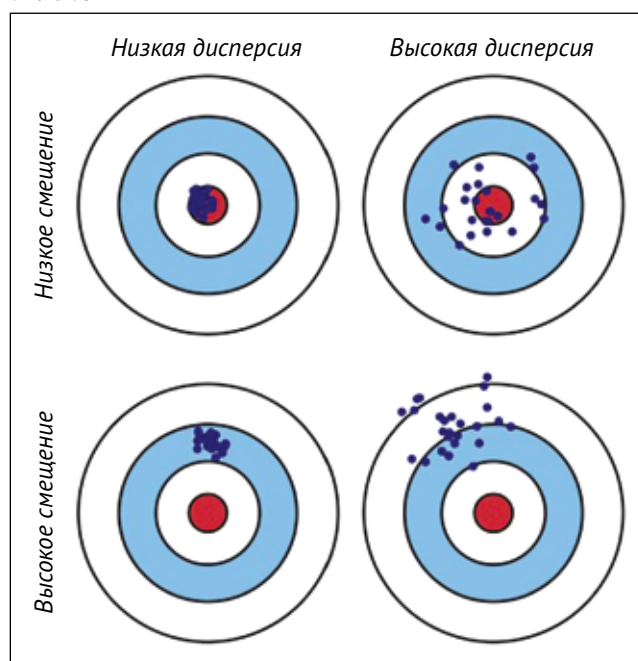 Низкая дисперсия
Высокая дисперсия
Низкое смещение
Высокое смещение